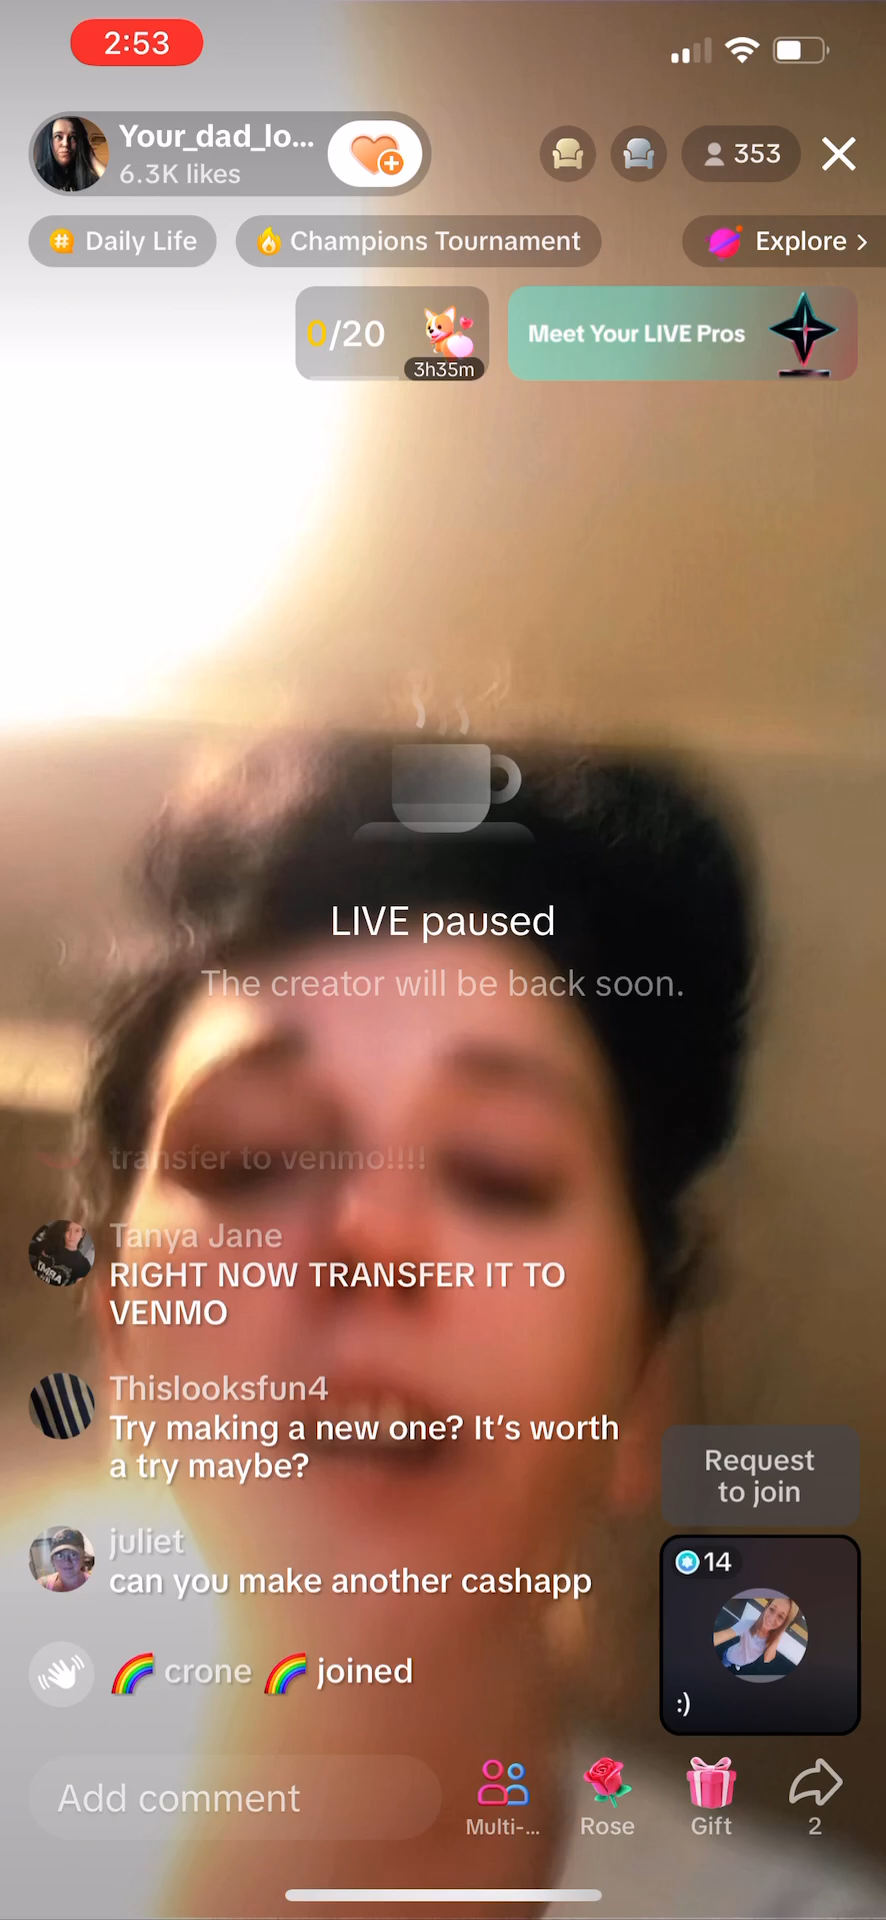 2:53
Your_dad_lo...
6.3K likes
353
Daily Life
Champions Tournament
Explore >
0/20
3h35m
Meet Your LIVE Pros
LIVE paused
The creator will be back soon.
transfer to venmo!!!!
Tanya Jane
RIGHT NOW TRANSFER IT TO
VENMO
Thislooksfun4
Try making a new one? It's worth
a try maybe?
juliet
can you make another cashapp
🌈 crone 🌈 joined
Request
to join
14
:)
Add comment
Multi-...
Rose
Gift
2